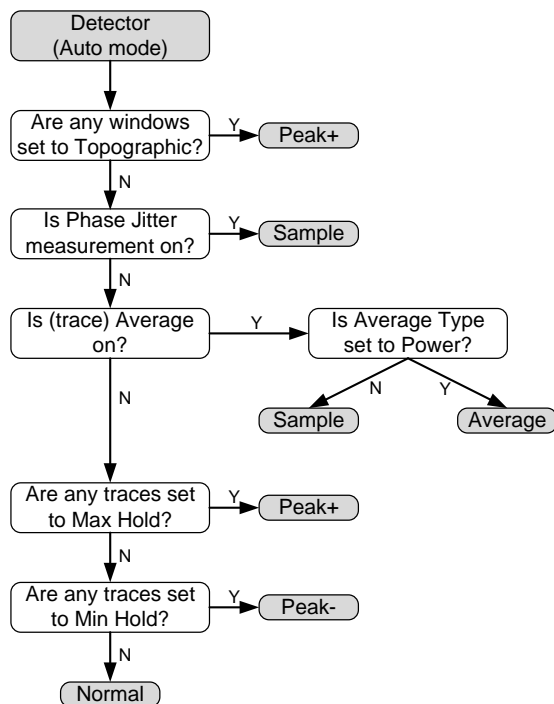 Detector
(Auto mode)
Are any windows
set to Topographic?
Y
Peak+
N
Is Phase Jitter
measurement on?
Y
Sample
N
Is (trace) Average
on?
Y
Is Average Type
set to Power?
N
Y
Sample
Average
N
Are any traces set
to Max Hold?
Y
Peak+
N
Are any traces set
to Min Hold?
Y
Peak-
N
Normal